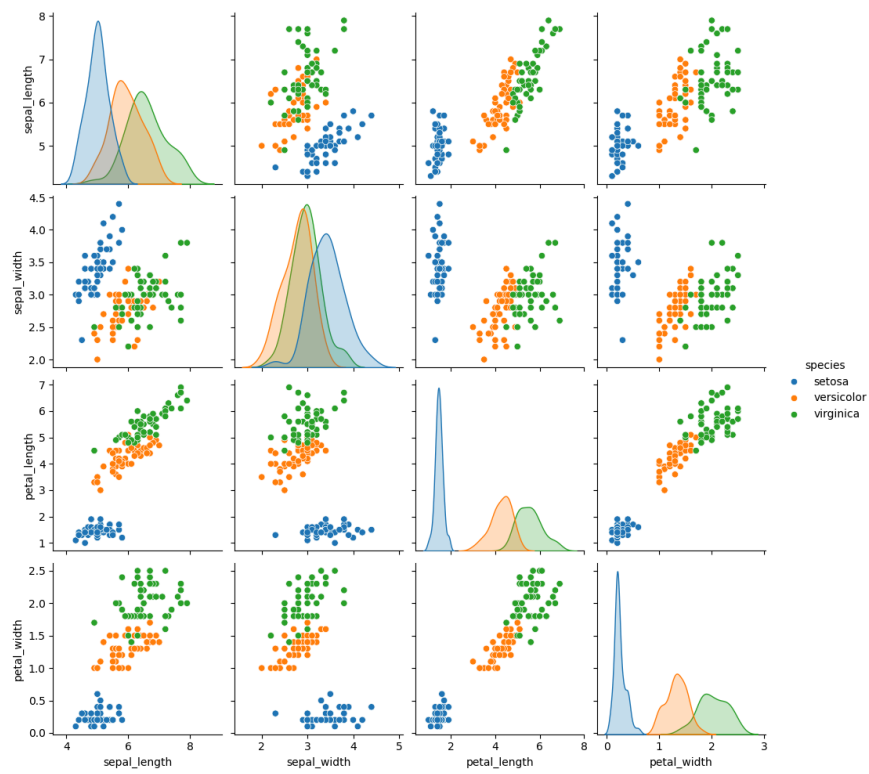 sepal_length
8
7
6
5
sepal_width
4.5
4.0
3.5
3.0
2.5
2.0
species
setosa
versicolor
virginica
petal_length
7
6
5
4
3
2
1
petal_width
2.5
2.0
1.5
1.0
0.5
0.0
4 6 8 2 3 4 5 2 4 6 8 0 1 2 3
sepal_length sepal_width petal_length petal_width